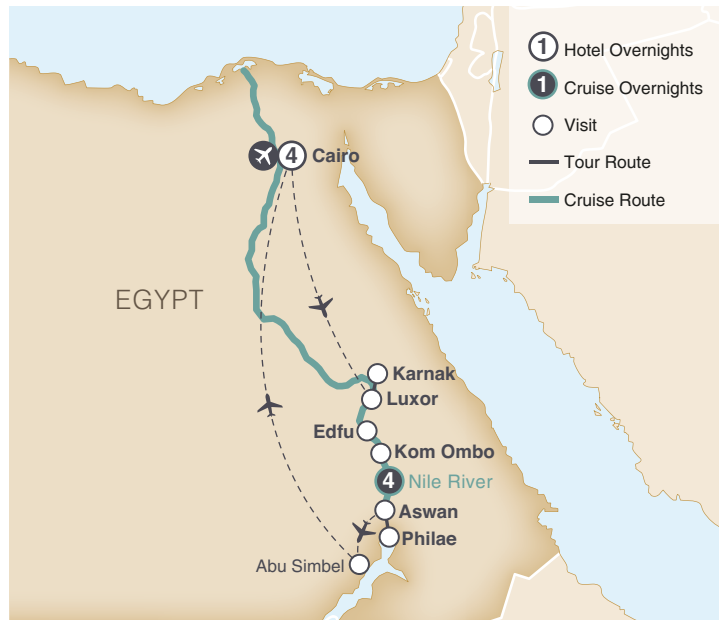 1 Hotel Overnights
1 Cruise Overnights
Visit
Tour Route
Cruise Route
4 Cairo
EGYPT
Karnak
Luxor
Edfu
Kom Ombo
4 Nile River
Aswan
Philae
Abu Simbel